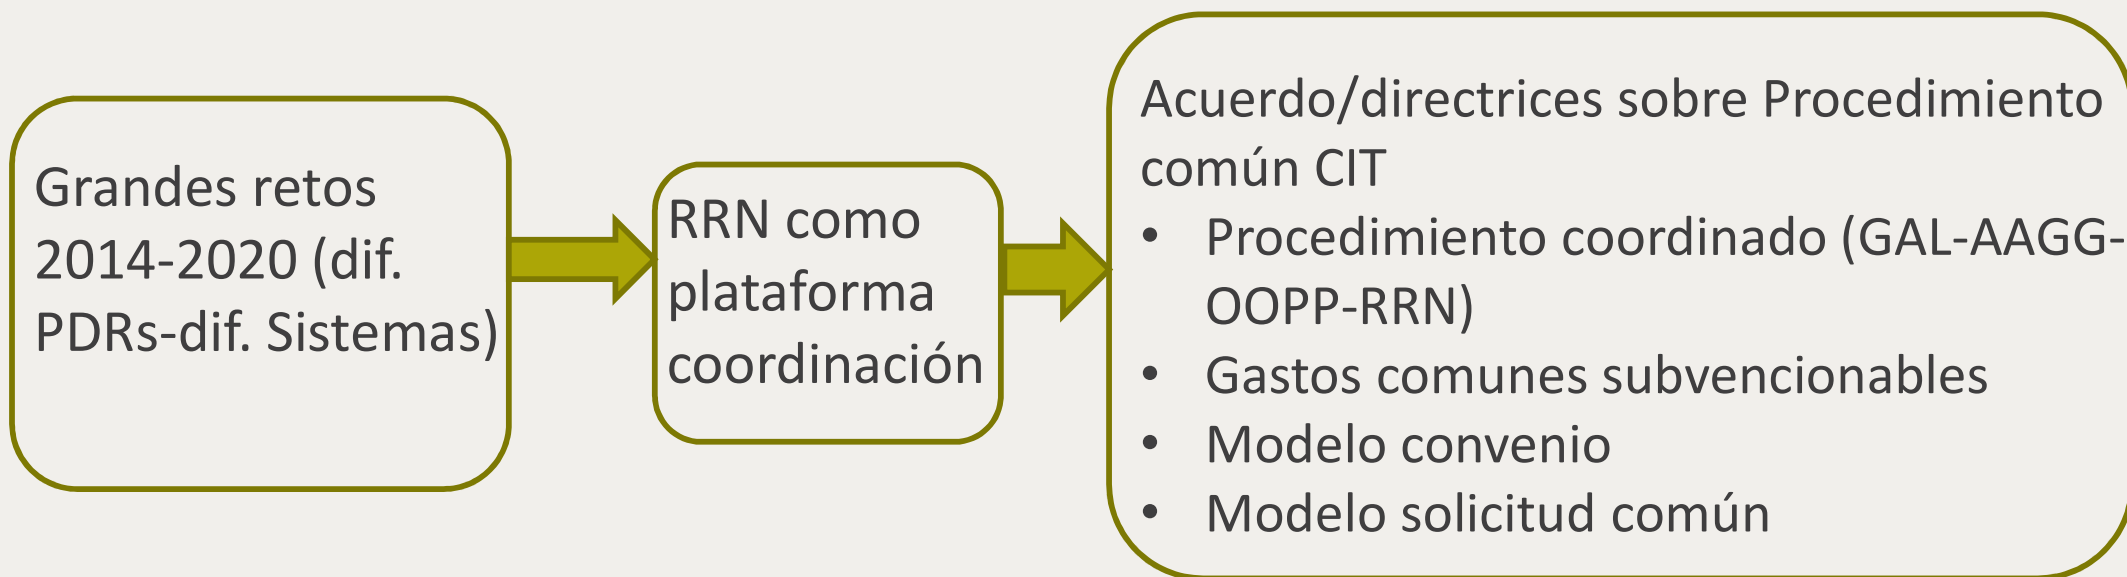 Grandes retos
2014-2020 (dif.
PDRs-dif. Sistemas)
RRN como
plataforma
coordinación
Acuerdo/directrices sobre Procedimiento
común CIT
• Procedimiento coordinado (GAL-AAGG-
OOPP-RRN)
• Gastos comunes subvencionables
• Modelo convenio
• Modelo solicitud común